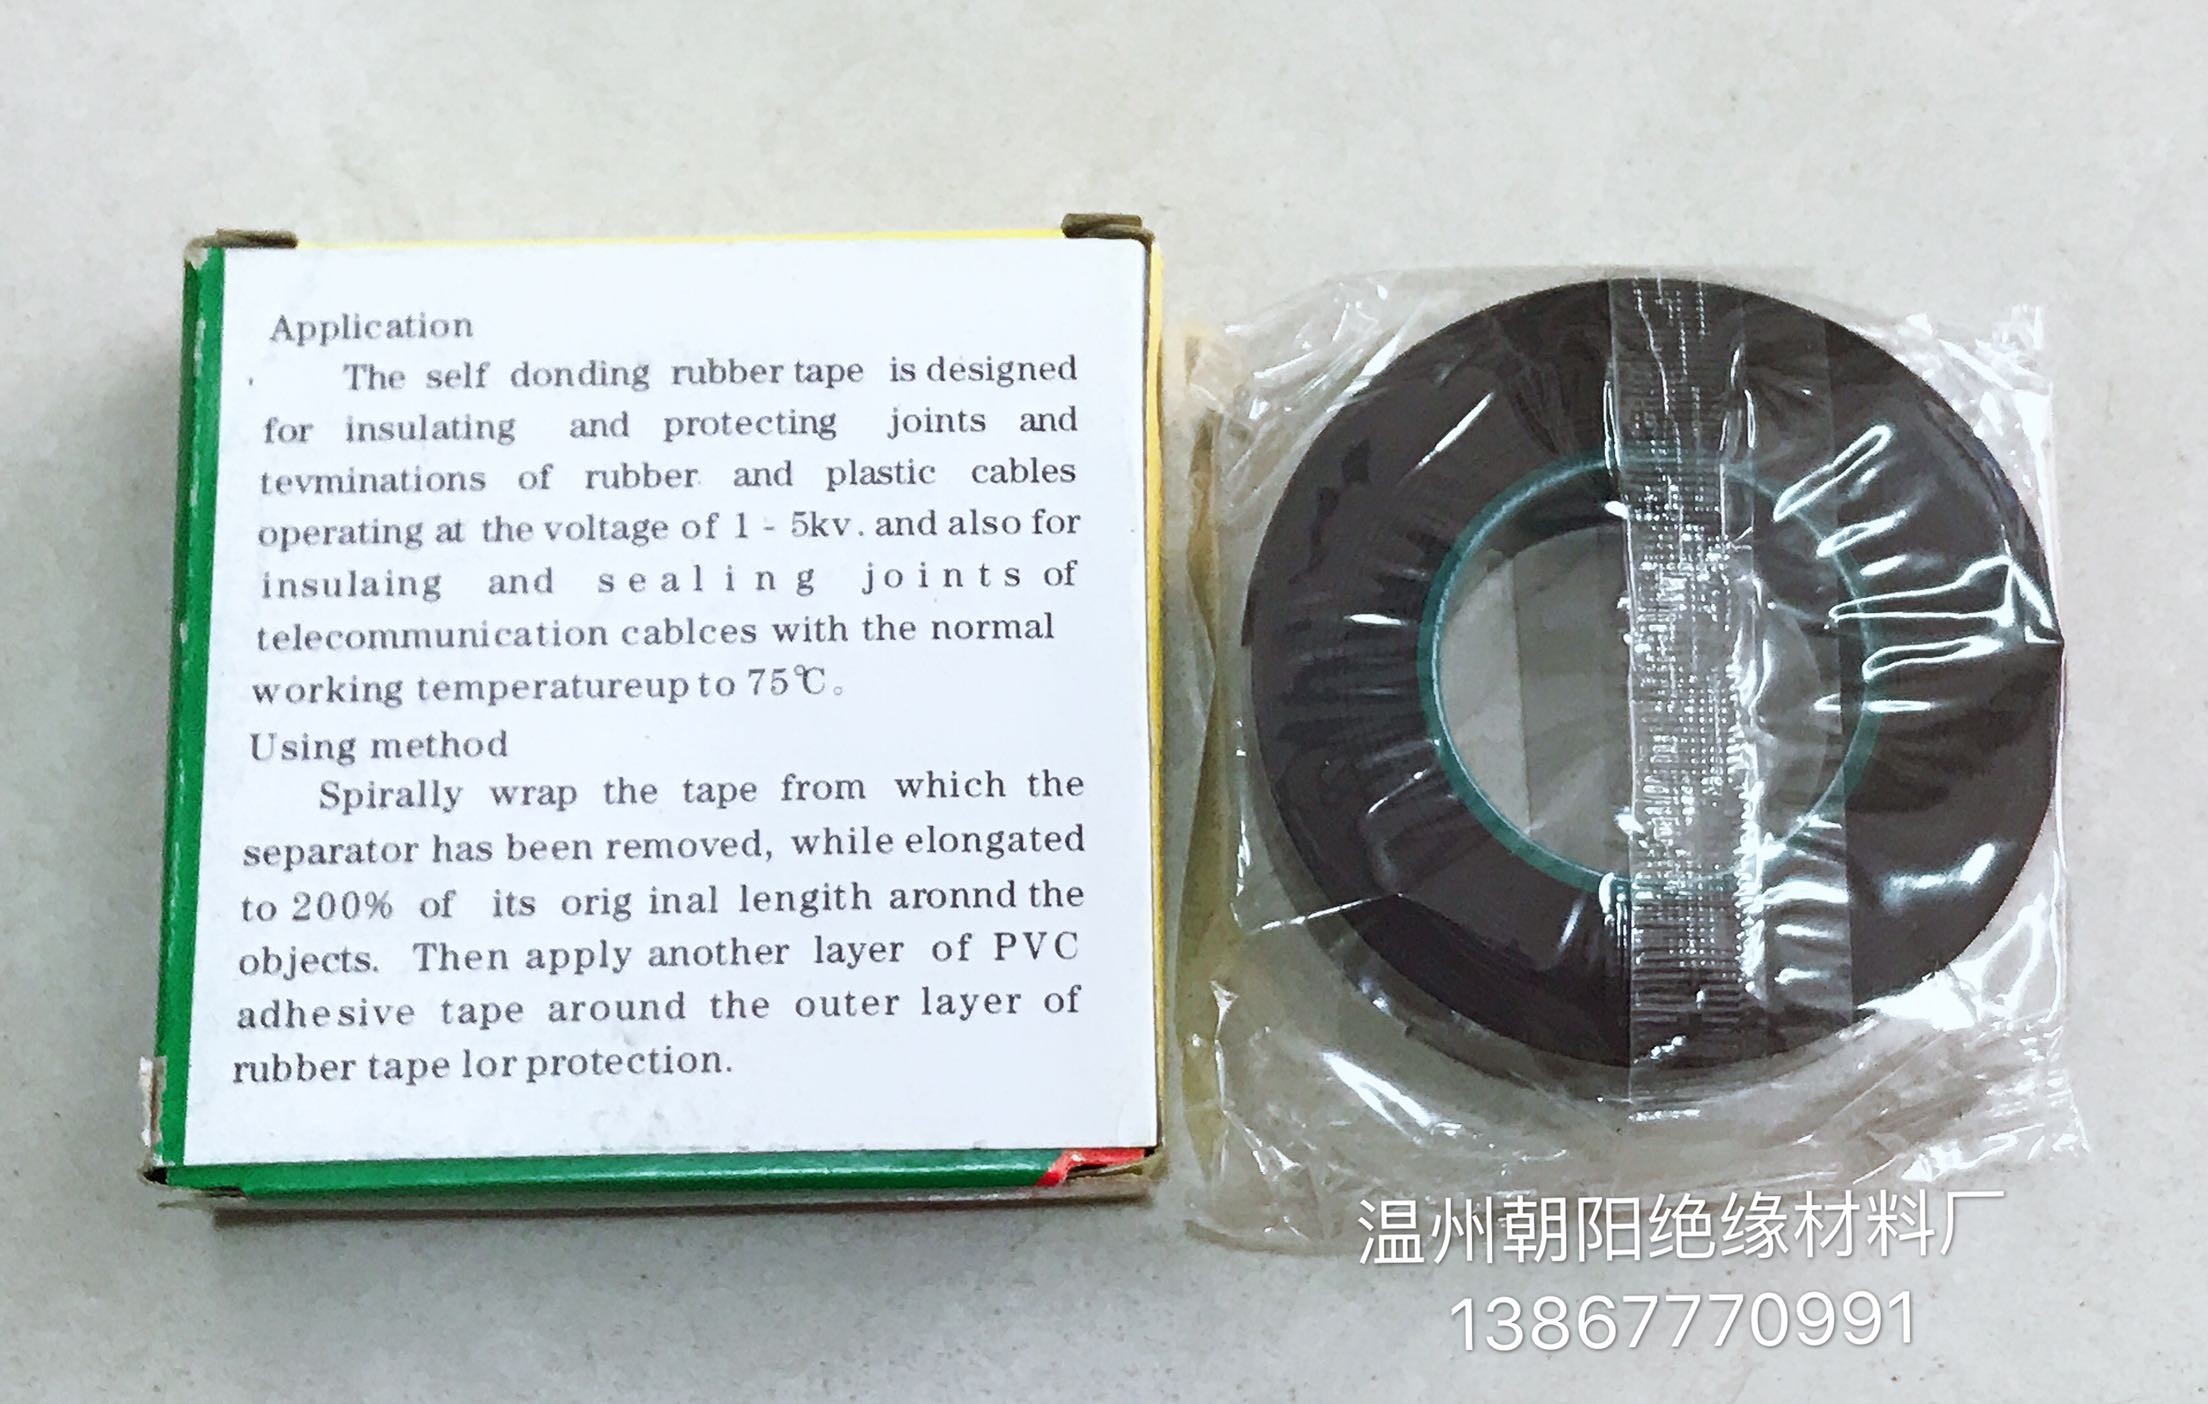 Application
The self donding rubber tape is designed
for insulating and protecting joints and
tevminations of rubber and plastic cables
operating at the voltage of 1 - 5kv. and also for
insulaing and sealing joints of
telecommunication cablces with the normal
working temperatureup to 75℃。
Using method
Spirally wrap the tape from which the
separator has been removed, while elongated
to 200% of its orig inal lengith aronnd the
objects. Then apply another layer of PVC
adhesive tape around the outer layer of
rubber tape lor protection.
温州朝阳绝缘材料厂
13867770991